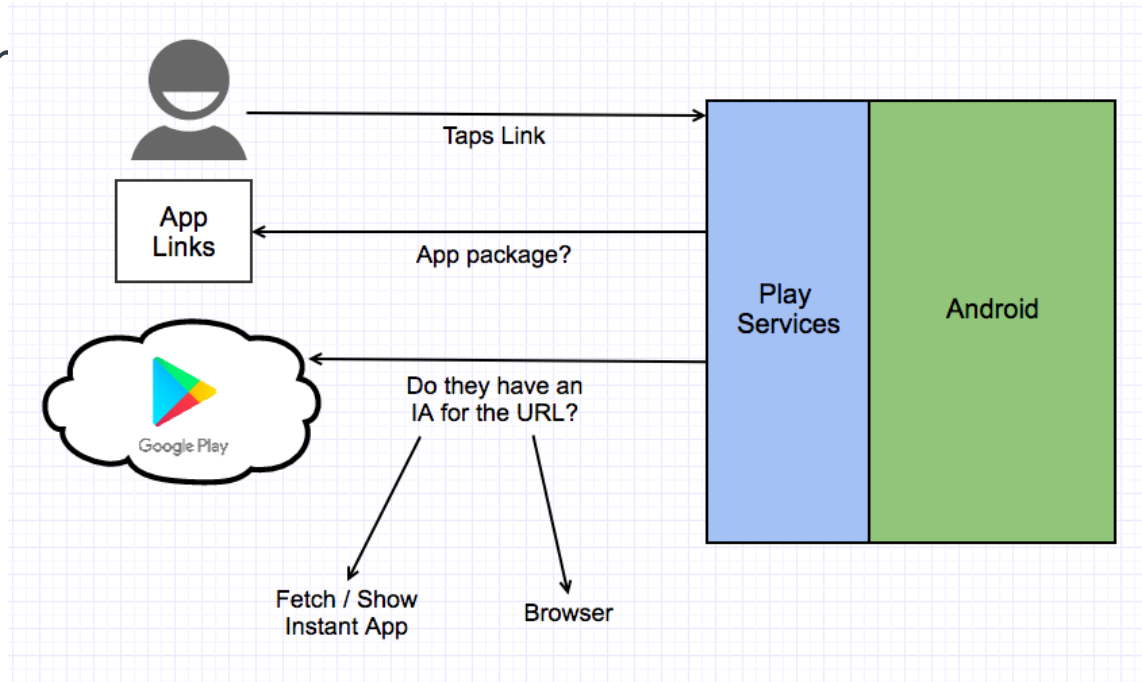 Taps Link
App
Links
App package?
Play
Services
Android
Do they have an
IA for the URL?
Google Play
Fetch / Show
Instant App
Browser